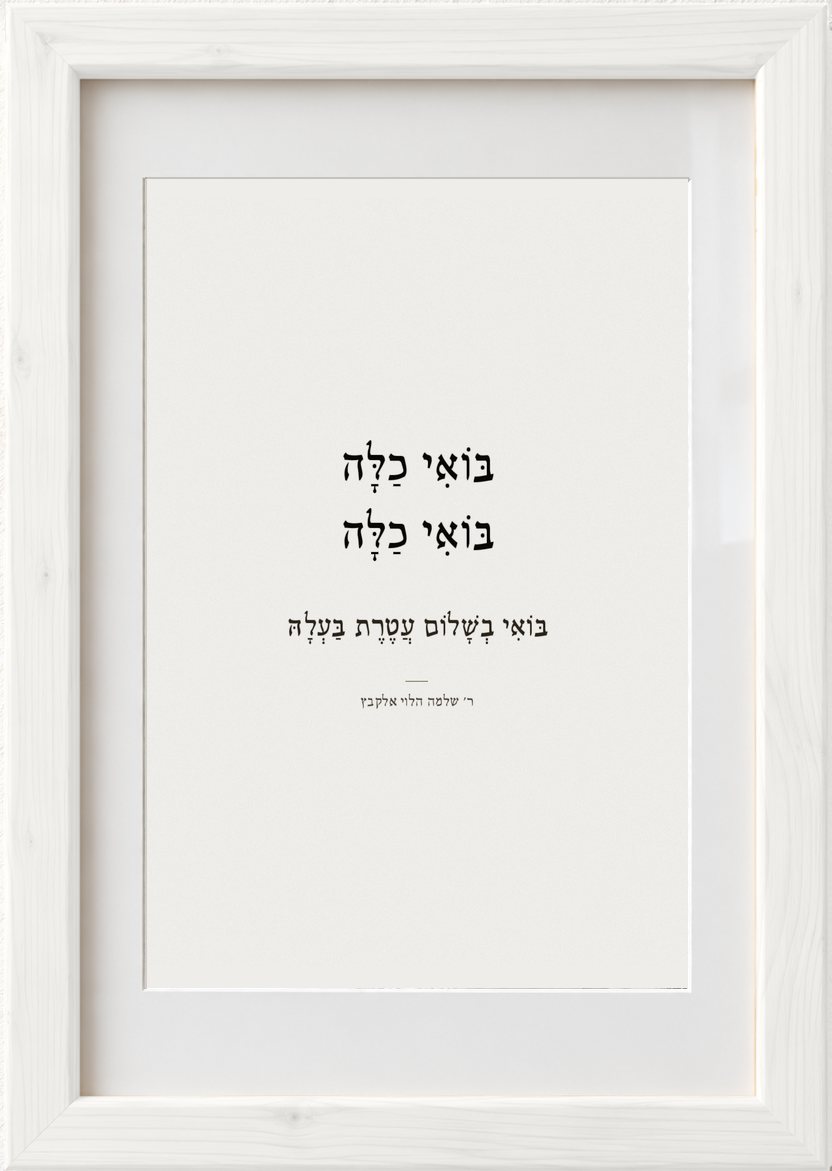 בּוֹאִי כַלָּה
בּוֹאִי כַלָּה
בּוֹאִי בְשָׁלוֹם עֲטֶרֶת בַּעְלָהּ
ר׳ שלמה הלוי אלקבץ